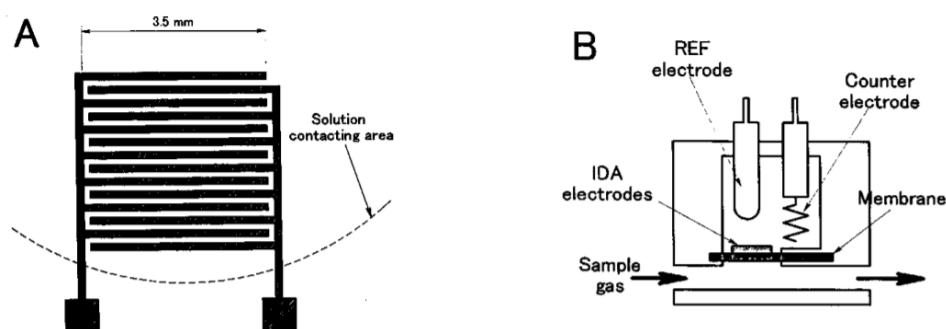 A
3.5 mm
Solution
contacting area
B
REF
electrode
Counter
electrode
IDA
electrodes
Membrane
Sample
gas